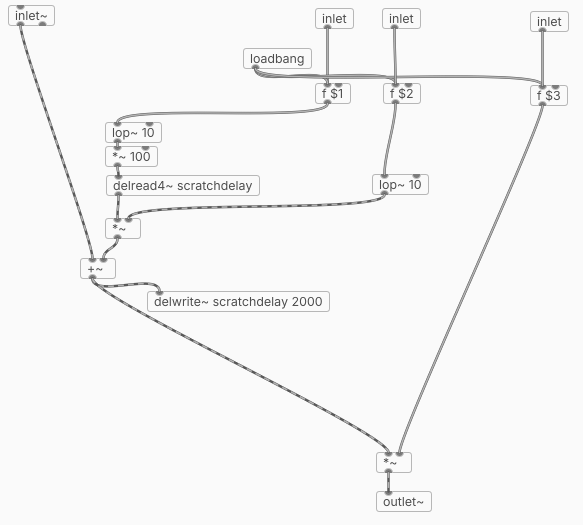 inlet~
inlet
inlet
inlet
loadbang
f $1
f $2
f $3
lop~ 10
*~ 100
delread4~ scratchdelay
lop~ 10
*~
+~
delwrite~ scratchdelay 2000
*~
outlet~